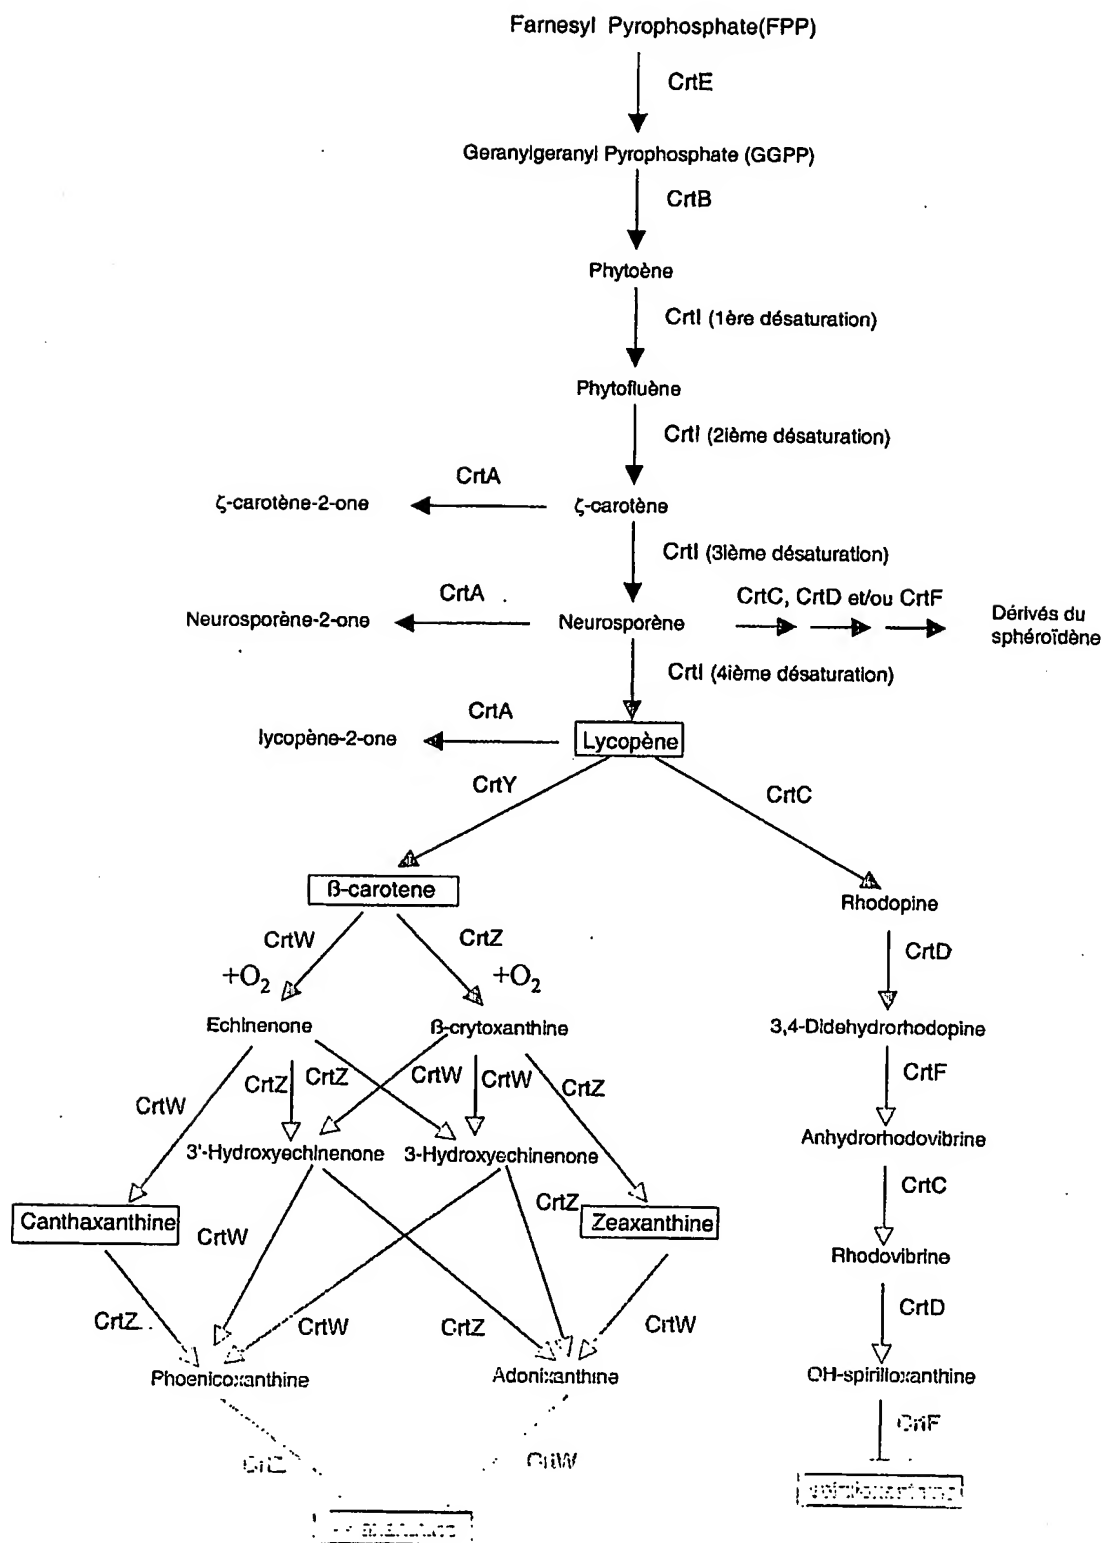 Farnesyl Pyrophosphate(FPP)
CrtE
Geranylgeranyl Pyrophosphate (GGPP)
CrtB
Phytoène
CrtI (1ère désaturation)
Phytofluène
CrtI (2ième désaturation)
CrtA
ζ-carotène-2-one
ζ-carotène
CrtI (3ième désaturation)
CrtA
CrtC, CrtD et/ou CrtF
Neurosporène-2-one
Neurosporène
Dérivés du
sphéroïdène
CrtI (4ième désaturation)
CrtA
lycopène-2-one
Lycopène
CrtY
CrtC
ß-carotene
Rhodopine
CrtW
CrtZ
CrtD
+O2
+O2
Echinenone
ß-crytoxanthine
3,4-Didehydrorhodopine
CrtW
CrtZ
CrtZ
CrtW
CrtW
CrtZ
CrtF
3'-Hydroxyechinenone
3-Hydroxyechinenone
Anhydrorhodovibrine
CrtC
Canthaxanthine
CrtW
CrtZ
Zeaxanthine
Rhodovibrine
CrtZ
CrtW
CrtZ
CrtW
CrtD
Phoenicoxanthine
Adonixanthine
OH-spirilloxanthine
CrtZ
CrtW
CrtF